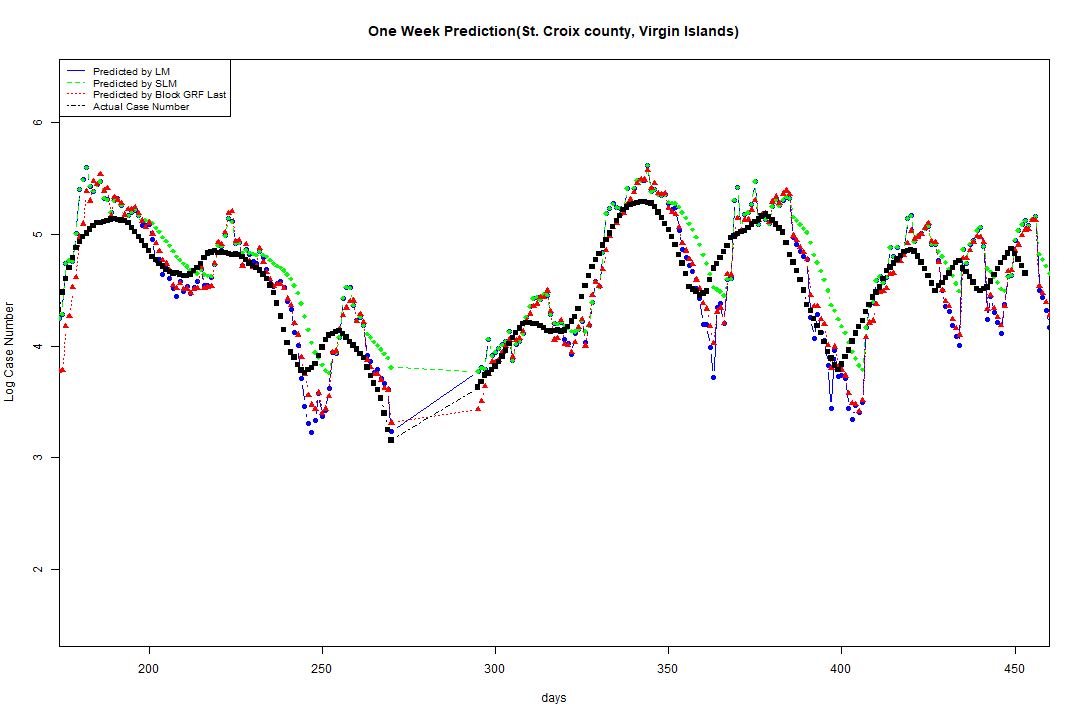 One Week Prediction(St. Croix county, Virgin Islands)
Predicted by LM
Predicted by SLM
Predicted by Block GRF Last
Actual Case Number
6
5
4
3
2
Log Case Number
200 250 300 350 400 450
days